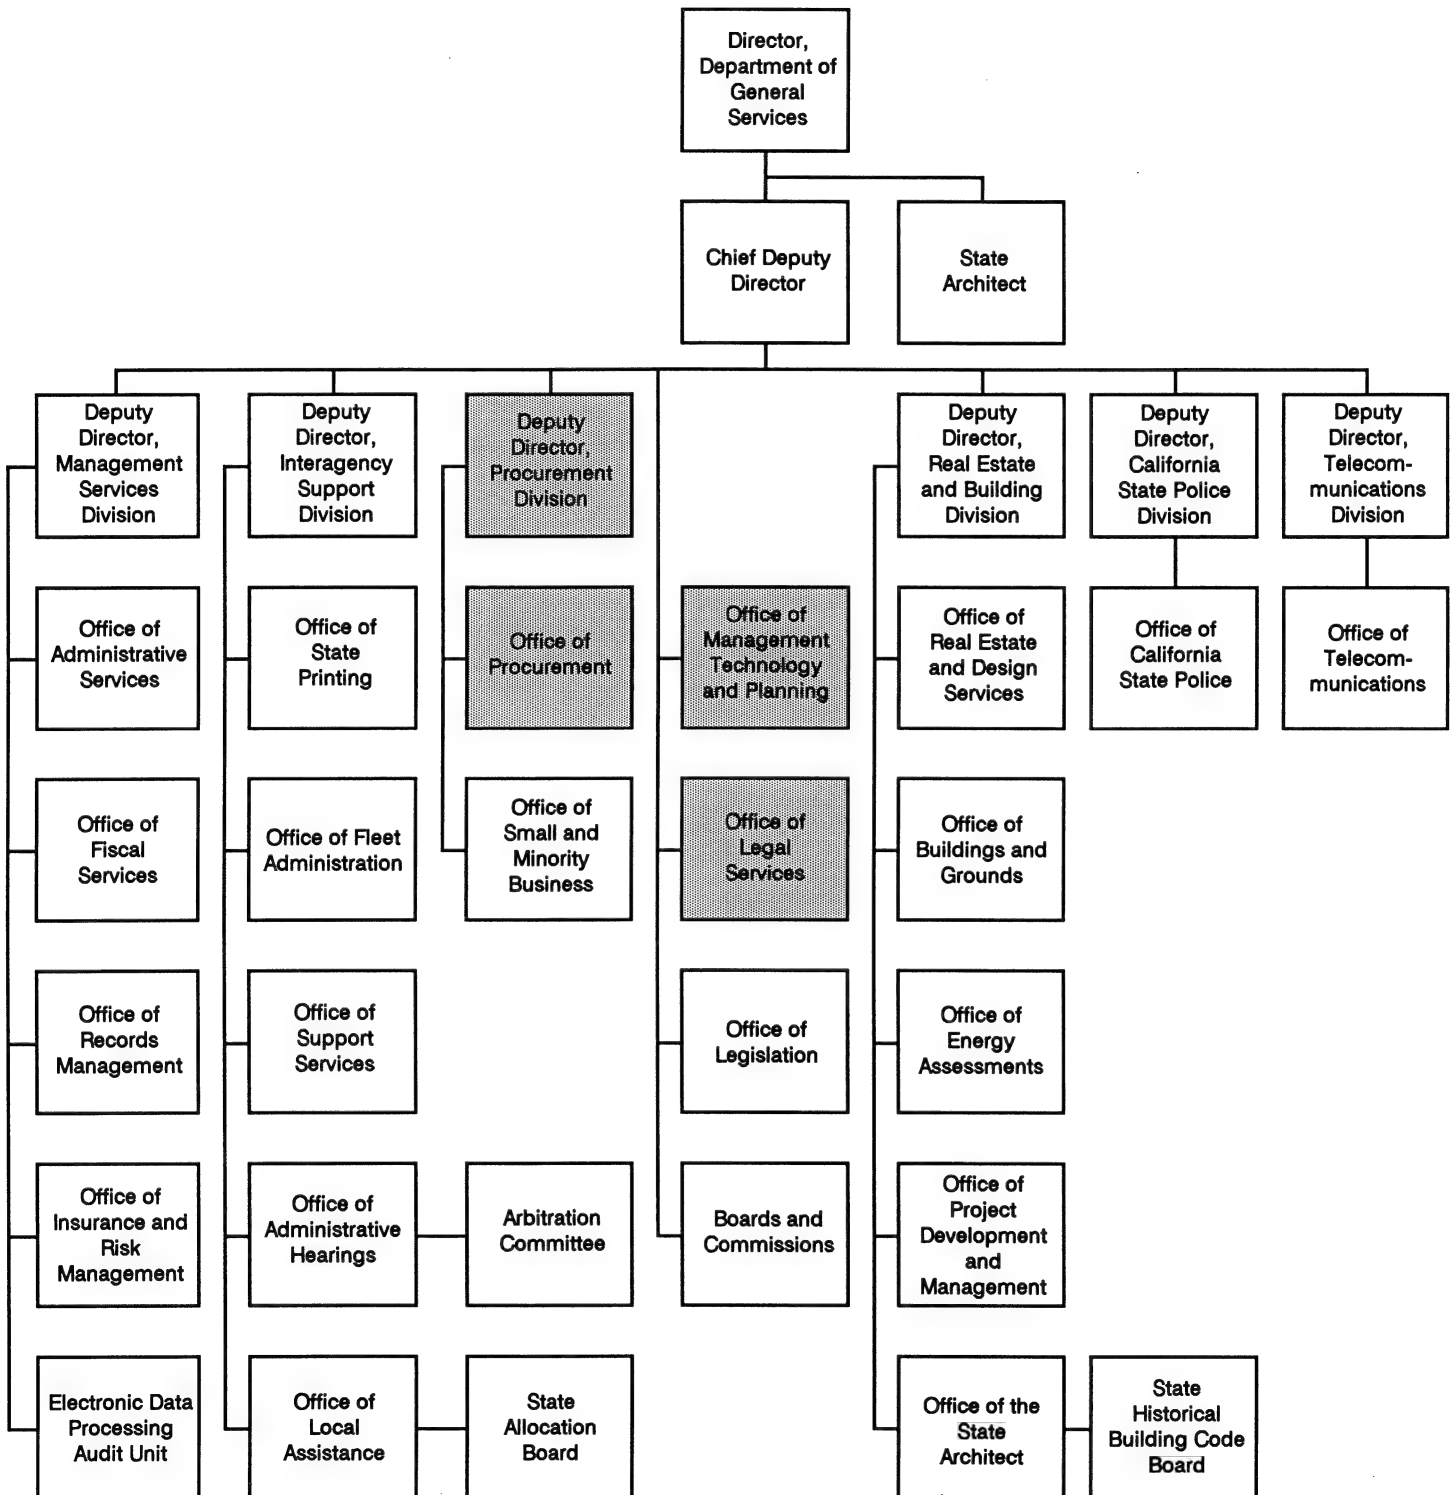 Director,
Department of
General
Services
Chief Deputy
Director
State
Architect
Deputy
Director,
Management
Services
Division
Deputy
Director,
Interagency
Support
Division
Deputy
Director,
Procurement
Division
Deputy
Director,
Real Estate
and Building
Division
Deputy
Director,
California
State Police
Division
Deputy
Director,
Telecom-
munications
Division
Office of
Administrative
Services
Office of
State
Printing
Office of
Procurement
Office of
Management
Technology
and Planning
Office of
Real Estate
and Design
Services
Office of
California
State Police
Office of
Telecom-
munications
Office of
Fiscal
Services
Office of Fleet
Administration
Office of
Small and
Minority
Business
Office of
Legal
Services
Office of
Buildings and
Grounds
Office of
Records
Management
Office of
Support
Services
Office of
Legislation
Office of
Energy
Assessments
Office of
Insurance and
Risk
Management
Office of
Administrative
Hearings
Arbitration
Committee
Boards and
Commissions
Office of
Project
Development
and
Management
Electronic Data
Processing
Audit Unit
Office of
Local
Assistance
State
Allocation
Board
Office of the
State
Architect
State
Historical
Building Code
Board